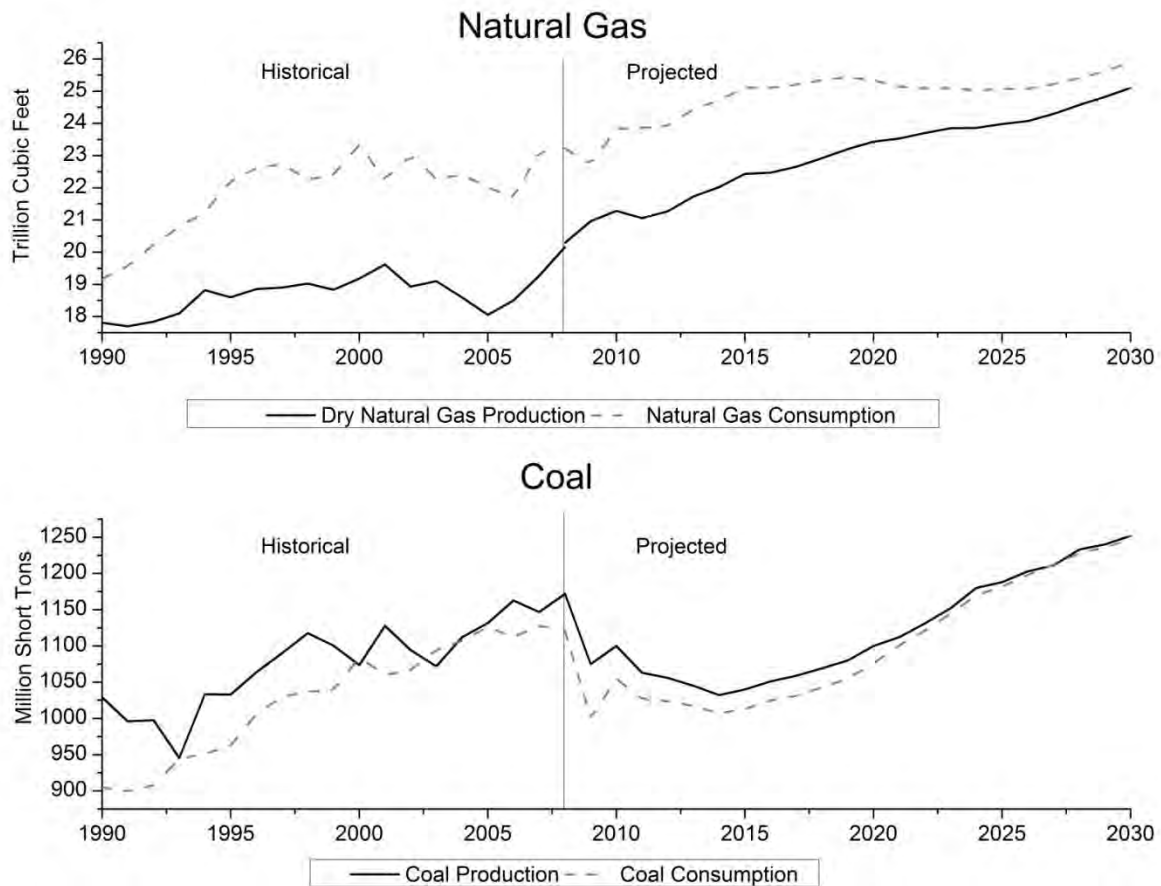 Natural Gas
Historical
Projected
Trillion Cubic Feet
26
25
24
23
22
21
20
19
18
1990 1995 2000 2005 2010 2015 2020 2025 2030
Dry Natural Gas Production Natural Gas Consumption
Coal
Historical
Projected
Million Short Tons
1250
1200
1150
1100
1050
1000
950
900
1990 1995 2000 2005 2010 2015 2020 2025 2030
Coal Production Coal Consumption